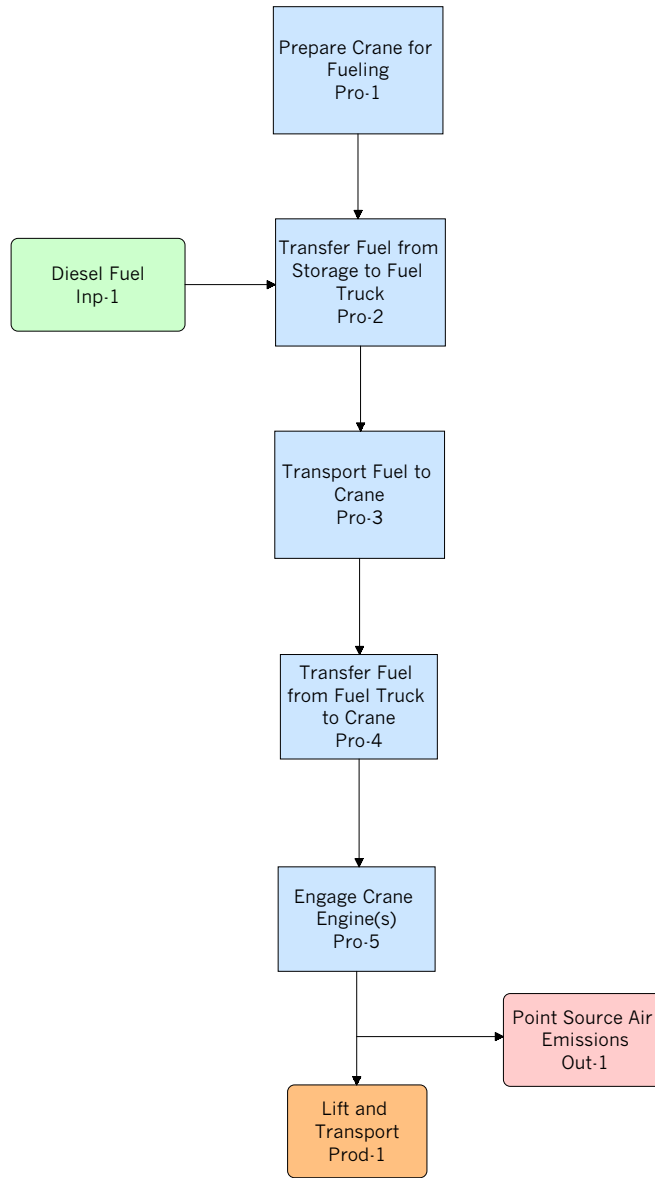 Prepare Crane for
Fueling
Pro-1
Diesel Fuel
Inp-1
Transfer Fuel from
Storage to Fuel
Truck
Pro-2
Transport Fuel to
Crane
Pro-3
Transfer Fuel
from Fuel Truck
to Crane
Pro-4
Engage Crane
Engine(s)
Pro-5
Point Source Air
Emissions
Out-1
Lift and
Transport
Prod-1